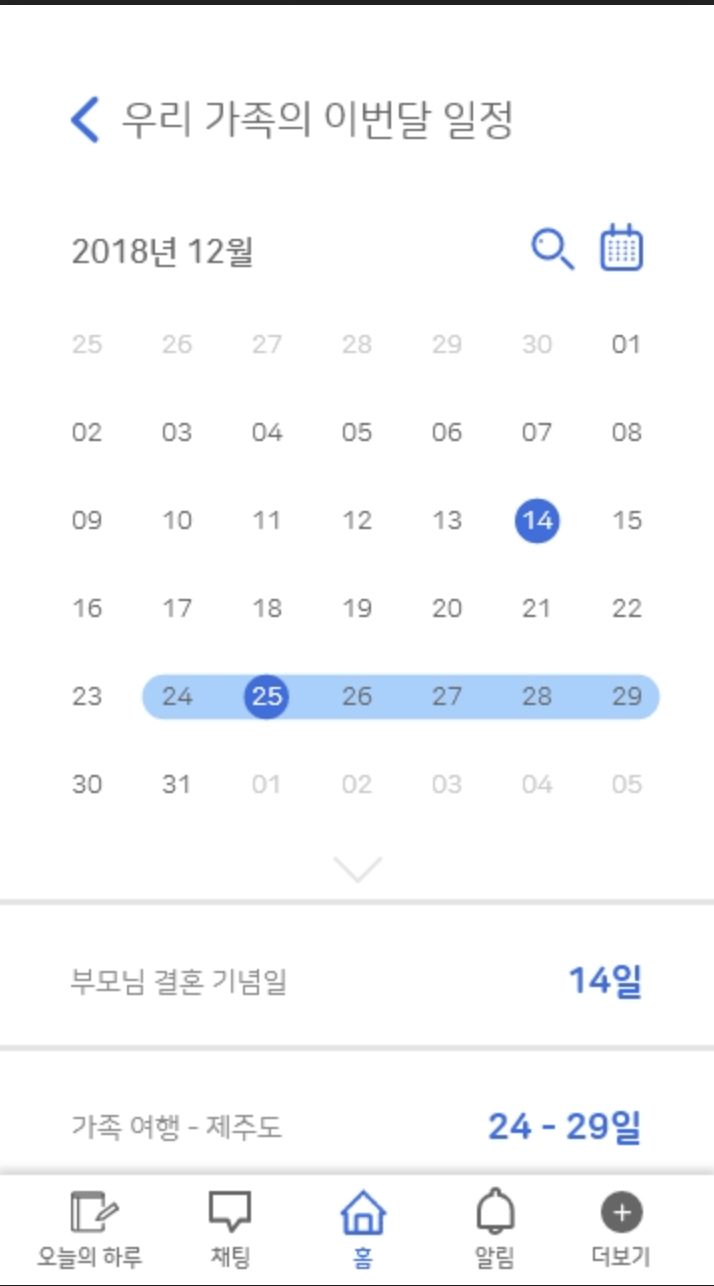 우리 가족의 이번달 일정
2018년 12월
25 26 27 28 29 30 01
02 03 04 05 06 07 08
09 10 11 12 13 14 15
16 17 18 19 20 21 22
23 24 25 26 27 28 29
30 31 01 02 03 04 05
부모님 결혼 기념일 14일
가족 여행 - 제주도 24 - 29일
오늘의 하루 채팅 홈 알림 더보기